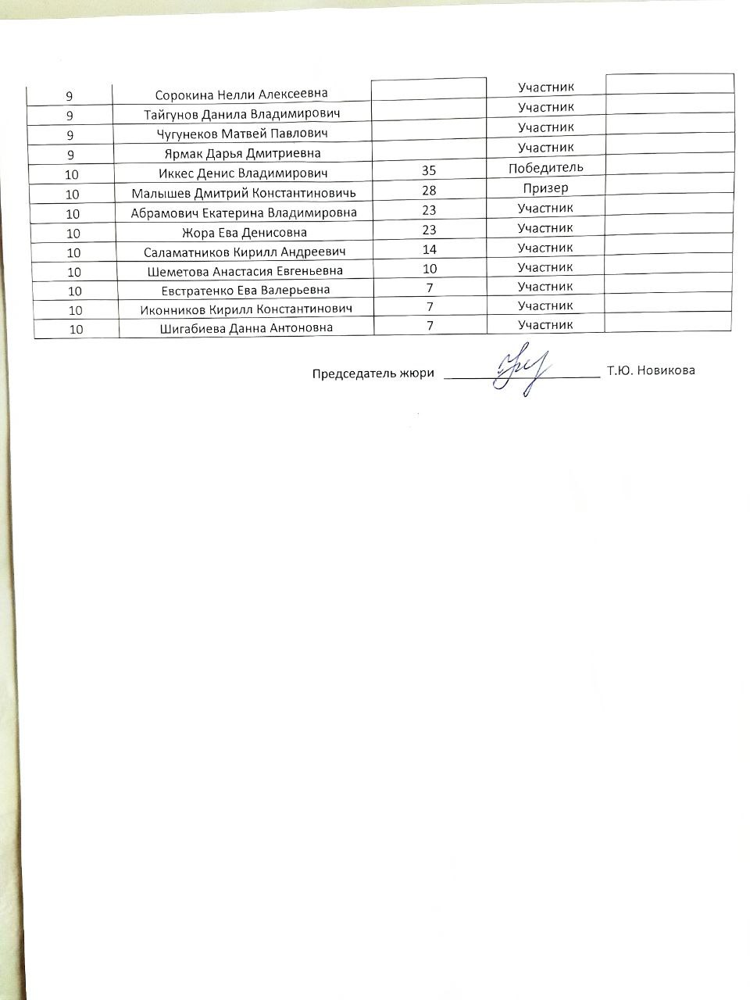 9 Сорокина Нелли Алексеевна Участник
9 Тайгунов Данила Владимирович Участник
9 Чугунеков Матвей Павлович Участник
9 Ярмак Дарья Дмитриевна Участник
10 Иккес Денис Владимирович 35 Победитель
10 Малышев Дмитрий Константиновичь 28 Призер
10 Абрамович Екатерина Владимировна 23 Участник
10 Жора Ева Денисовна 23 Участник
10 Саламатников Кирилл Андреевич 14 Участник
10 Шеметова Анастасия Евгеньевна 10 Участник
10 Евстратенко Ева Валерьевна 7 Участник
10 Иконников Кирилл Константинович 7 Участник
10 Шигабиева Данна Антоновна 7 Участник
Председатель жюри Т.Ю. Новикова